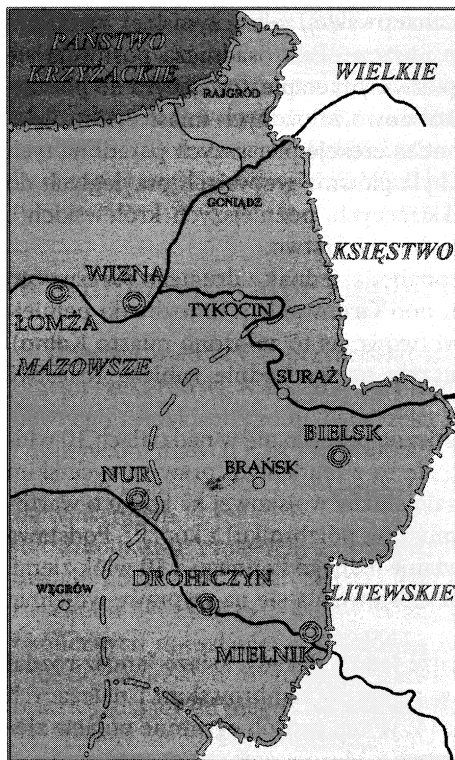 PAŃSTWO
KRZYŻACKIE
WIELKIE
RAJGRÓD
GONIĄDZ
KSIĘSTWO
WIZNA
ŁOMŻA
TYKOCIN
MAZOWSZE
SURAŻ
BIELSK
NUR
BRAŃSK
DROHICZYN
LITEWSKIE
WĘGRÓW
MIELNIK